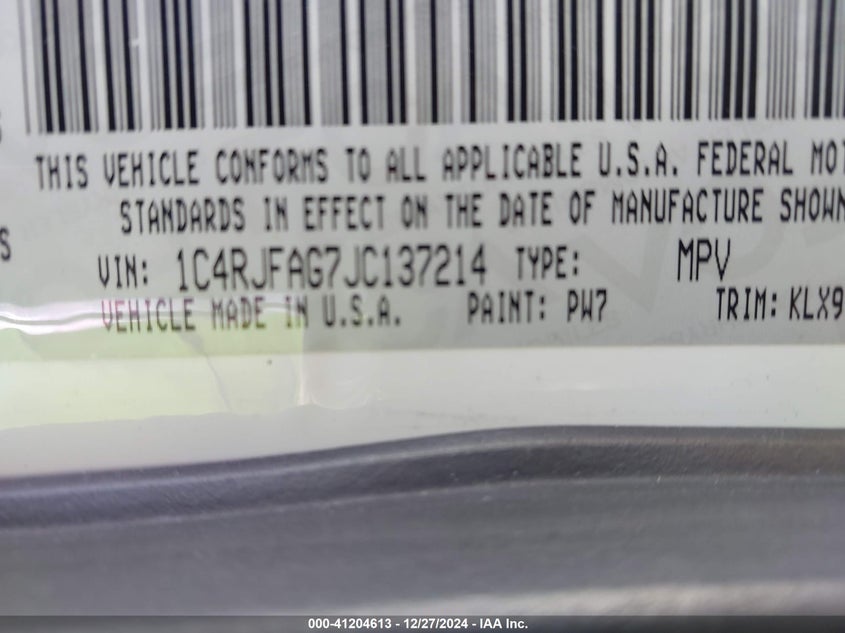 THIS VEHICLE CONFORMS TO ALL APPLICABLE U.S.A. FEDERAL MOT
STANDARDS IN EFFECT ON THE DATE OF MANUFACTURE SHOWN
S
VIN: 1C4RJFAG7JC137214 TYPE: MPV
VEHICLE MADE IN U.S.A. PAINT: PW7 TRIM: KLX9
000-41204613 - 12/27/2024 - IAA Inc.